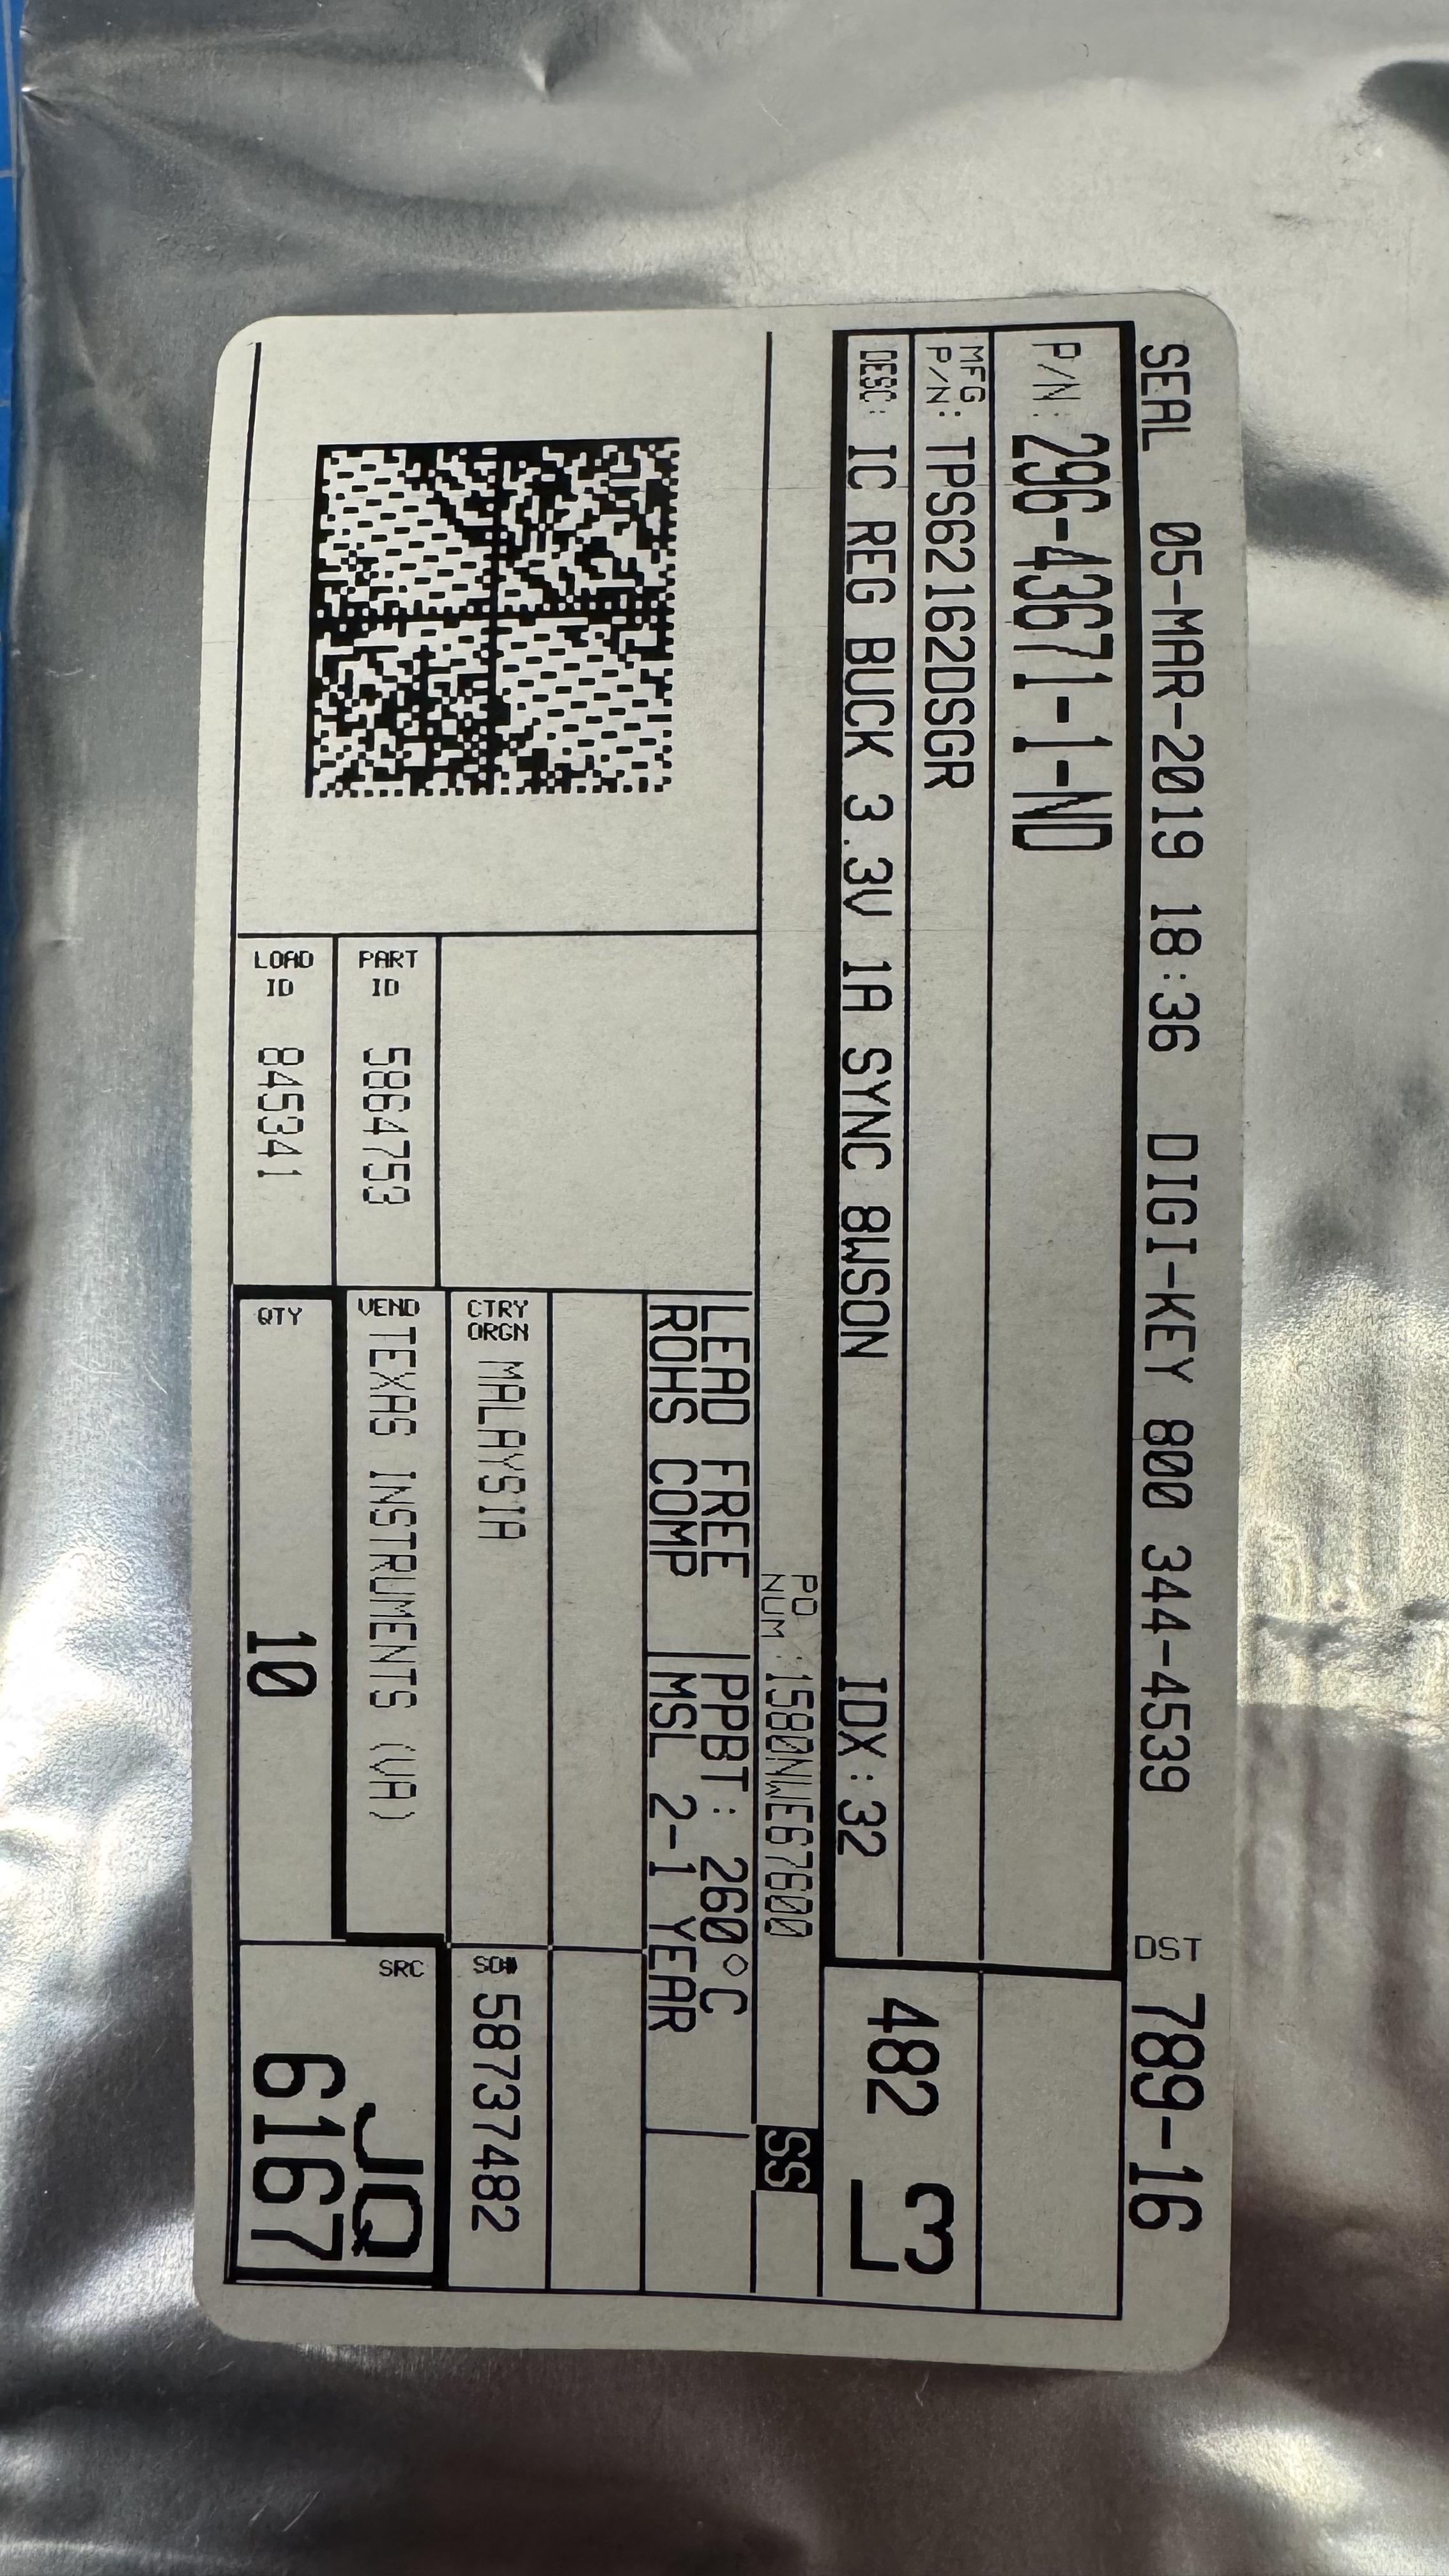 SEAL 05-MAR-2019 18:36 DIGI-KEY 800 344-4539 DST 789-16
P/N: 296-43671-1-ND
MFG P/N: TPS62162DSGR
DESC: IC REG BUCK 3.3V 1A SYNC 8WSON IDX:32
482 L3
PO NUM: 1580NWE67600 SS
LEAD FREE PPBT: 260°C
ROHS COMP MSL 2-1 YEAR
CTRY ORGN MALAYSIA
SO# 58737482
PART ID 5864753
VEND TEXAS INSTRUMENTS (VA)
SRC JQ
LOAD ID 845341
QTY 10
6167